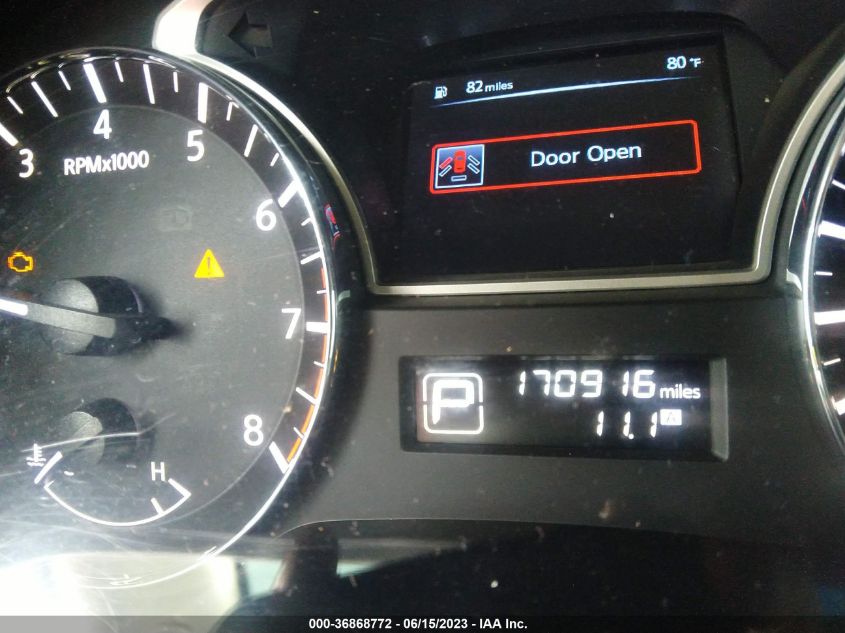 80 °F
82 miles
Door Open
3 4 5 6 7 8
RPMx1000
P 170916 miles
11.1 A
H
000-36868772 - 06/15/2023 - IAA Inc.